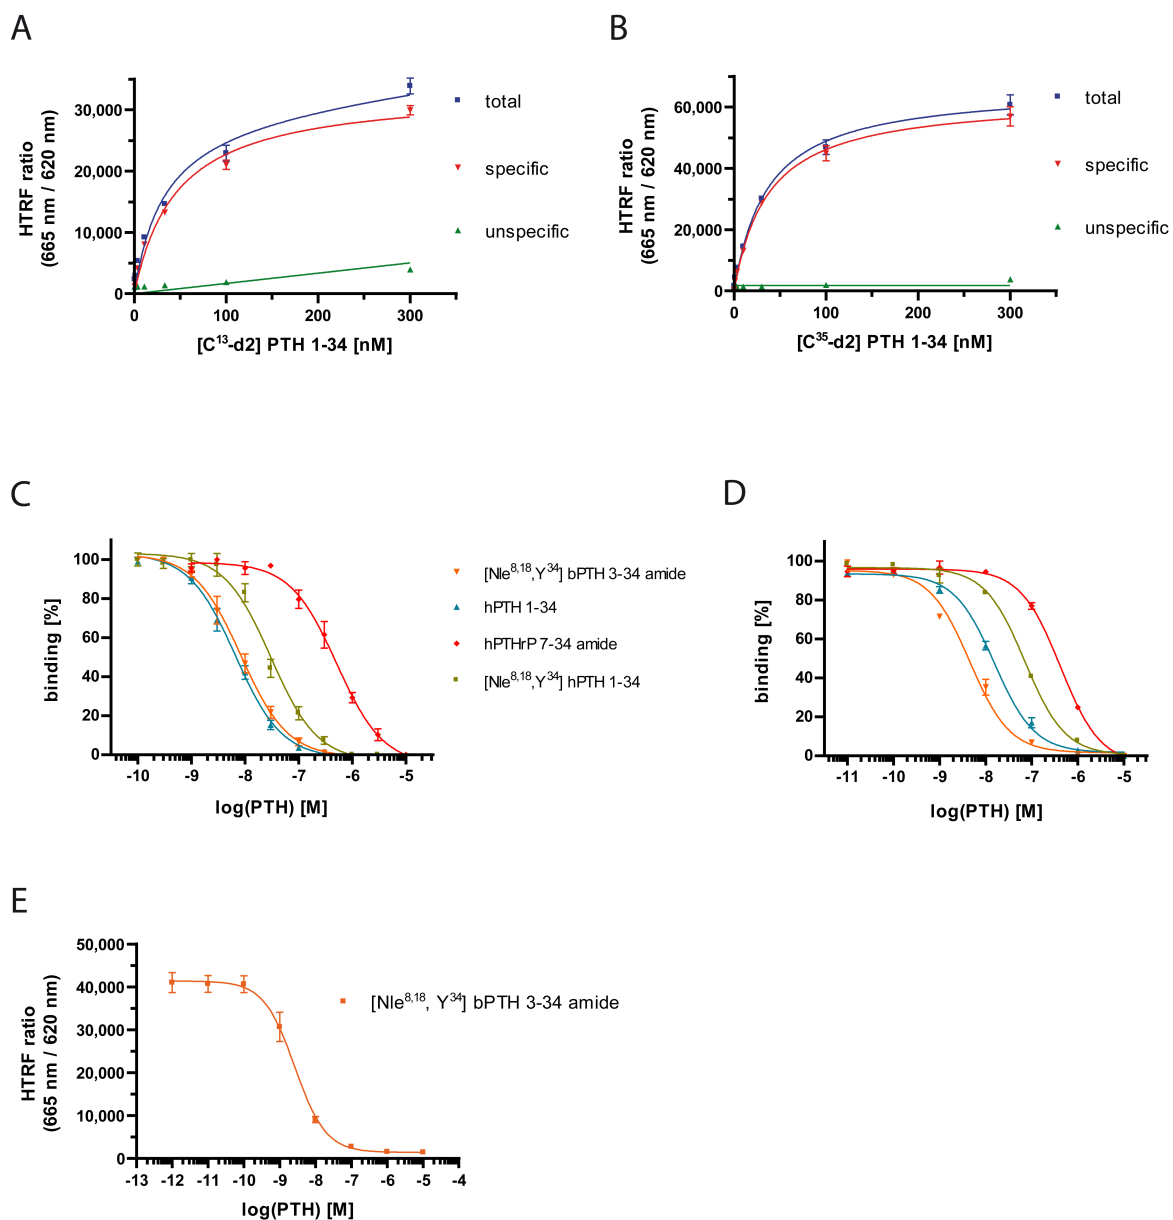 A
HTRF ratio
(665 nm / 620 nm)
30,000
20,000
10,000
0
0 100 200 300
[C¹³-d2] PTH 1-34 [nM]
total
specific
unspecific
B
HTRF ratio
(665 nm / 620 nm)
60,000
40,000
20,000
0
0 100 200 300
[C³⁵-d2] PTH 1-34 [nM]
total
specific
unspecific
C
binding [%]
100
80
60
40
20
0
-10 -9 -8 -7 -6 -5
log(PTH) [M]
[Nle⁸,¹⁸,Y³⁴] bPTH 3-34 amide
hPTH 1-34
hPTHrP 7-34 amide
[Nle⁸,¹⁸,Y³⁴] hPTH 1-34
D
binding [%]
100
80
60
40
20
0
-11 -10 -9 -8 -7 -6 -5
log(PTH) [M]
E
HTRF ratio
(665 nm / 620 nm)
50,000
40,000
30,000
20,000
10,000
0
-13 -12 -11 -10 -9 -8 -7 -6 -5 -4
log(PTH) [M]
[Nle⁸,¹⁸, Y³⁴] bPTH 3-34 amide